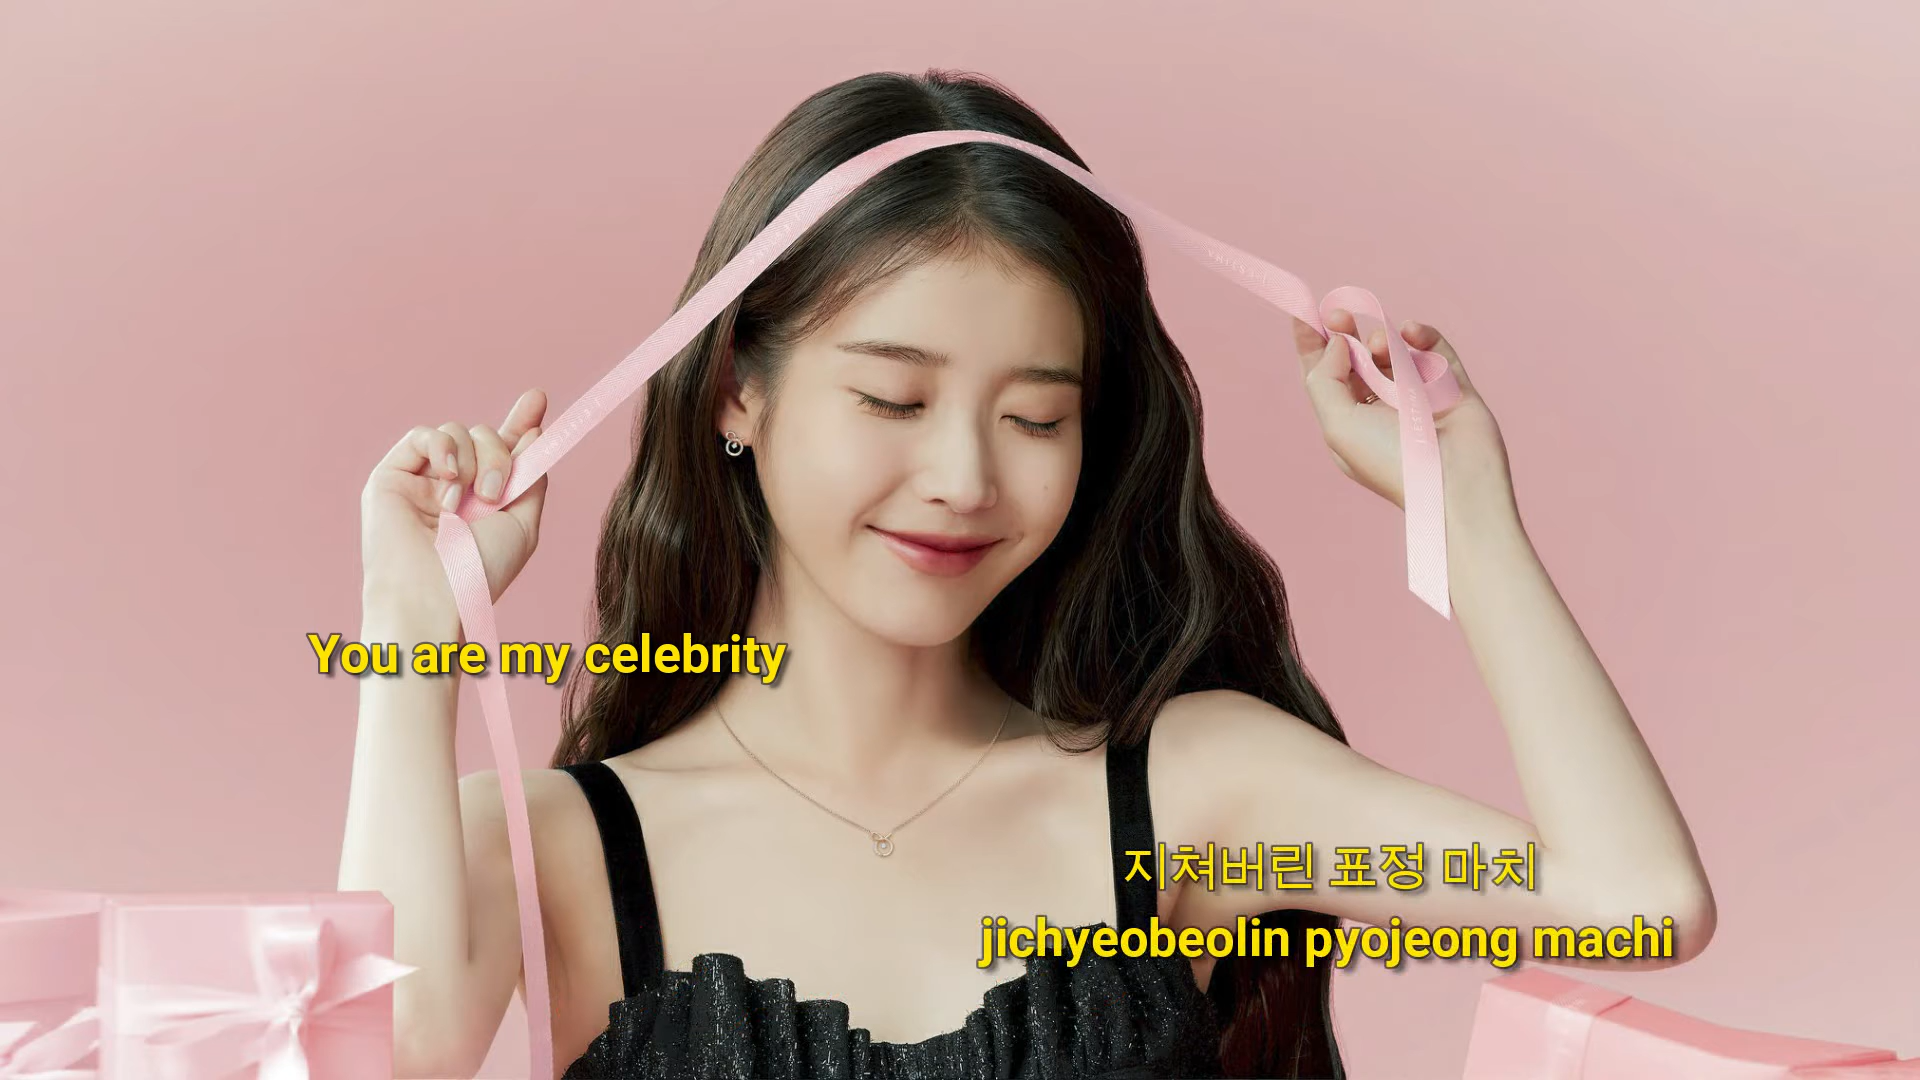 You are my celebrity
지쳐버린 표정 마치
jichyeobeolin pyojeong machi